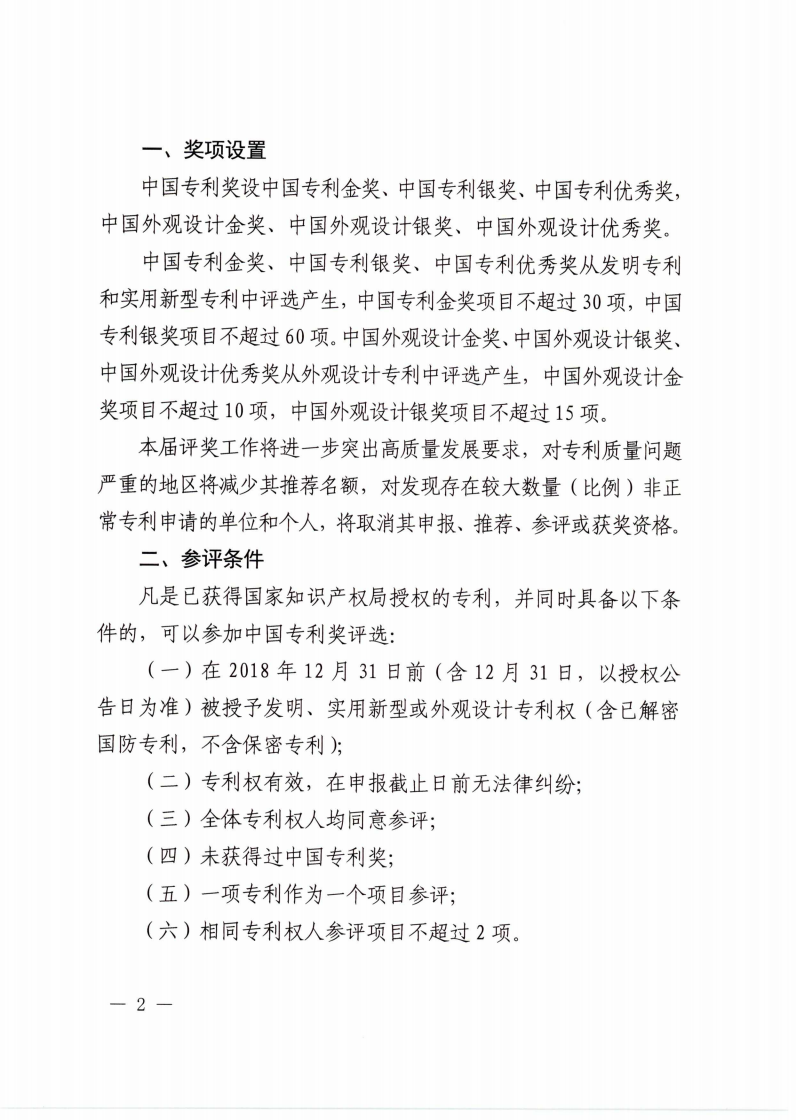 一、奖项设置
中国专利奖设中国专利金奖、中国专利银奖、中国专利优秀奖,
中国外观设计金奖、中国外观设计银奖、中国外观设计优秀奖。
中国专利金奖、中国专利银奖、中国专利优秀奖从发明专利
和实用新型专利中评选产生，中国专利金奖项目不超过 30 项，中国
专利银奖项目不超过 60 项。中国外观设计金奖、中国外观设计银奖、
中国外观设计优秀奖从外观设计专利中评选产生，中国外观设计金
奖项目不超过 10 项，中国外观设计银奖项目不超过 15 项。
本届评奖工作将进一步突出高质量发展要求，对专利质量问题
严重的地区将减少其推荐名额，对发现存在较大数量（比例）非正
常专利申请的单位和个人，将取消其申报、推荐、参评或获奖资格。
二、参评条件
凡是已获得国家知识产权局授权的专利，并同时具备以下条
件的，可以参加中国专利奖评选:
（一）在 2018 年 12 月 31 日前（含 12 月 31 日，以授权公
告日为准）被授予发明、实用新型或外观设计专利权（含已解密
国防专利，不含保密专利）;
（二）专利权有效，在申报截止日前无法律纠纷;
（三）全体专利权人均同意参评;
（四）未获得过中国专利奖;
（五）一项专利作为一个项目参评;
（六）相同专利权人参评项目不超过 2 项。
— 2 —